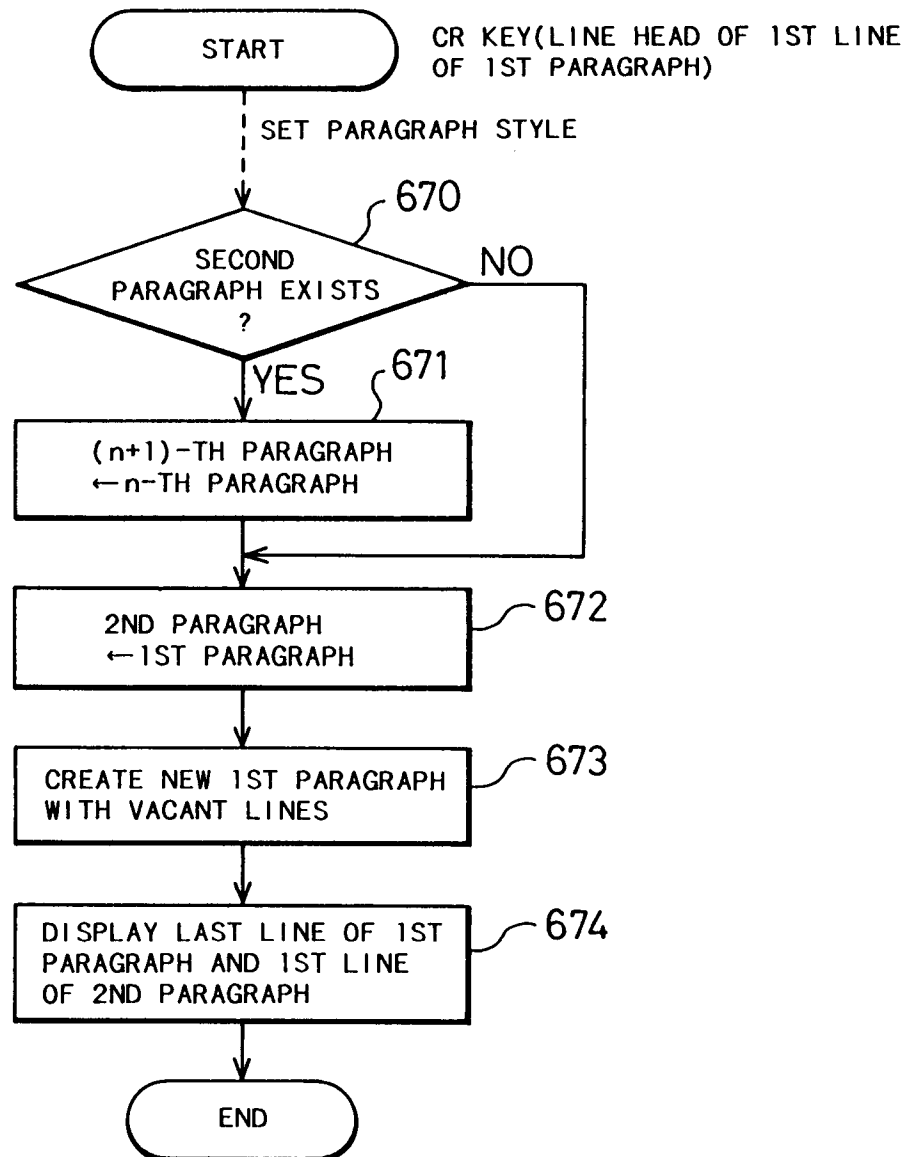 START
CR KEY(LINE HEAD OF 1ST LINE
OF 1ST PARAGRAPH)
SET PARAGRAPH STYLE
670
SECOND
PARAGRAPH EXISTS
?
NO
YES
671
(n+1)-TH PARAGRAPH
←n-TH PARAGRAPH
672
2ND PARAGRAPH
←1ST PARAGRAPH
673
CREATE NEW 1ST PARAGRAPH
WITH VACANT LINES
674
DISPLAY LAST LINE OF 1ST
PARAGRAPH AND 1ST LINE
OF 2ND PARAGRAPH
END